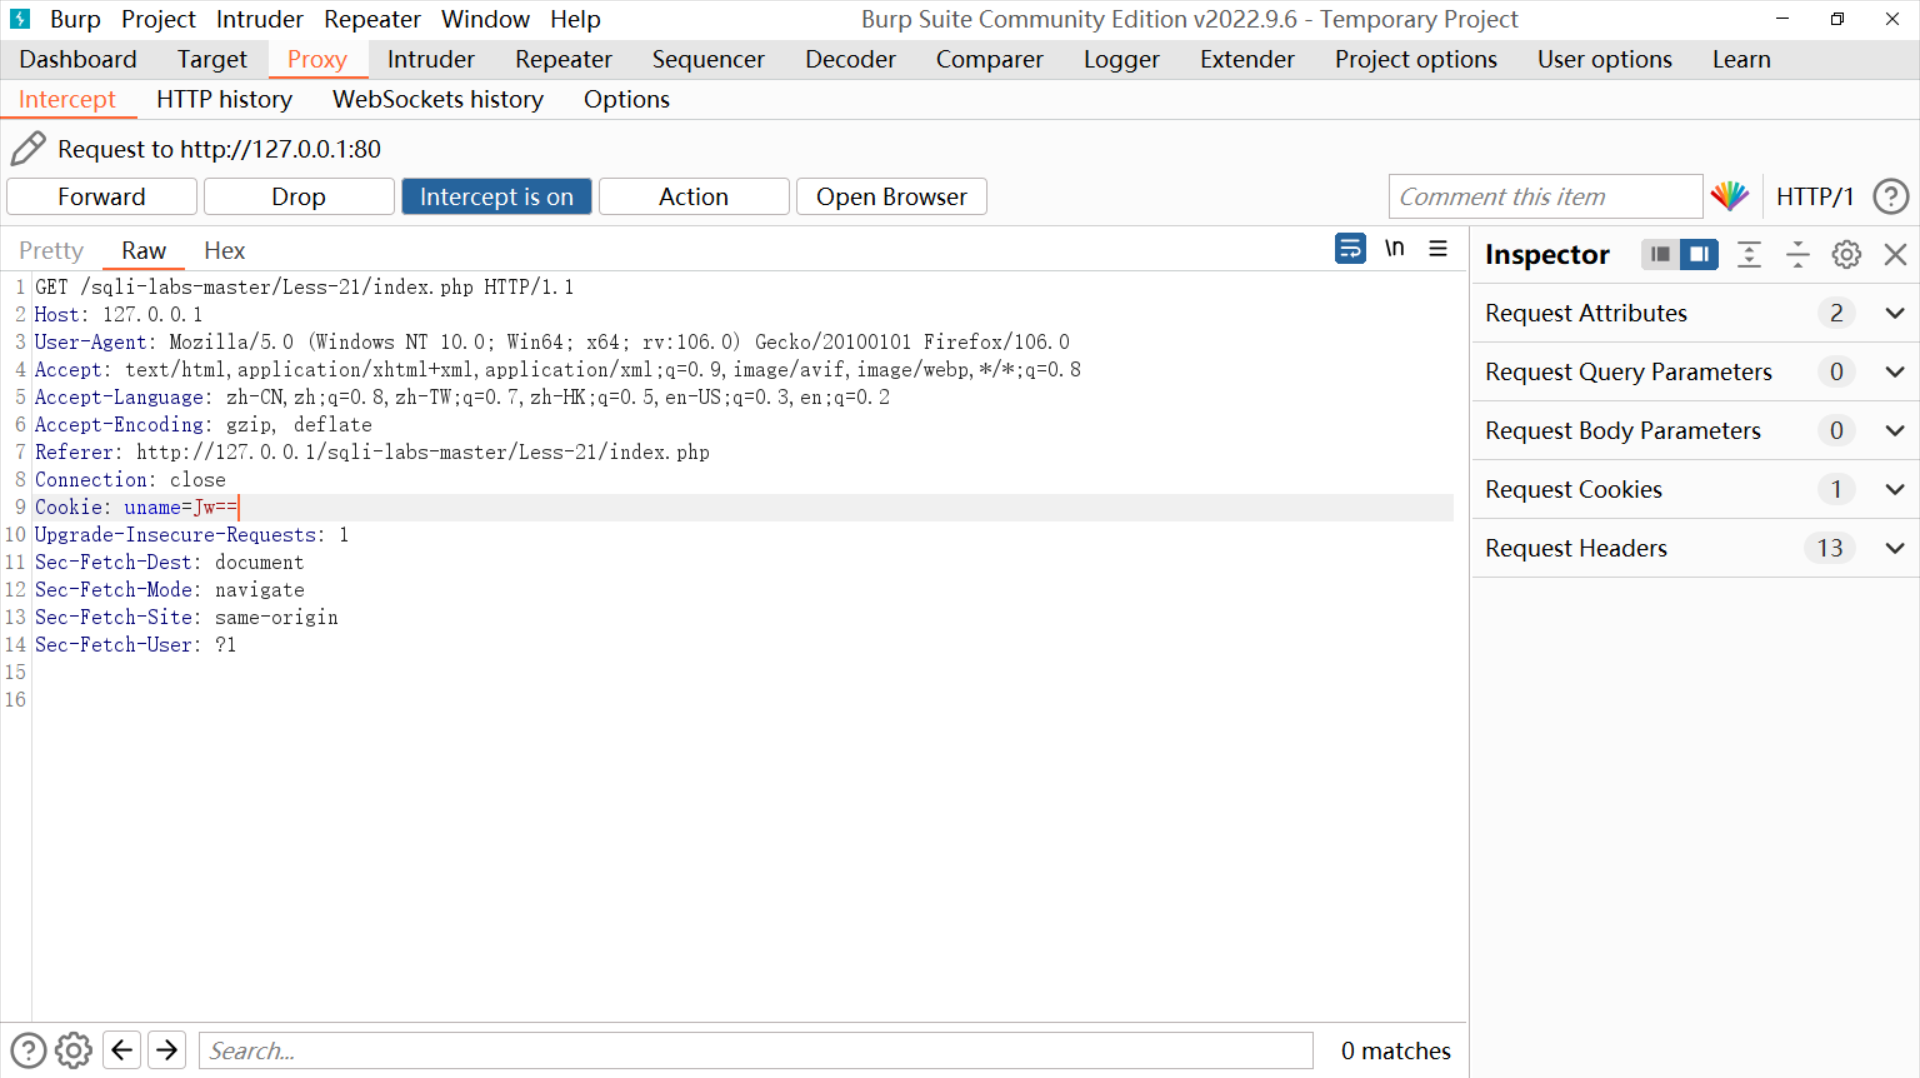 Burp Project Intruder Repeater Window Help Burp Suite Community Edition v2022.9.6 - Temporary Project
Dashboard Target Proxy Intruder Repeater Sequencer Decoder Comparer Logger Extender Project options User options Learn
Intercept HTTP history WebSockets history Options
Request to http://127.0.0.1:80
Forward Drop Intercept is on Action Open Browser Comment this item HTTP/1 ?
Pretty Raw Hex \n Inspector
1 GET /sqli-labs-master/Less-21/index.php HTTP/1.1
2 Host: 127.0.0.1
3 User-Agent: Mozilla/5.0 (Windows NT 10.0; Win64; x64; rv:106.0) Gecko/20100101 Firefox/106.0
4 Accept: text/html,application/xhtml+xml,application/xml;q=0.9,image/avif,image/webp,*/*;q=0.8
5 Accept-Language: zh-CN,zh;q=0.8,zh-TW;q=0.7,zh-HK;q=0.5,en-US;q=0.3,en;q=0.2
6 Accept-Encoding: gzip, deflate
7 Referer: http://127.0.0.1/sqli-labs-master/Less-21/index.php
8 Connection: close
9 Cookie: uname=Jw==
10 Upgrade-Insecure-Requests: 1
11 Sec-Fetch-Dest: document
12 Sec-Fetch-Mode: navigate
13 Sec-Fetch-Site: same-origin
14 Sec-Fetch-User: ?1
15
16
Request Attributes 2
Request Query Parameters 0
Request Body Parameters 0
Request Cookies 1
Request Headers 13
? Search... 0 matches